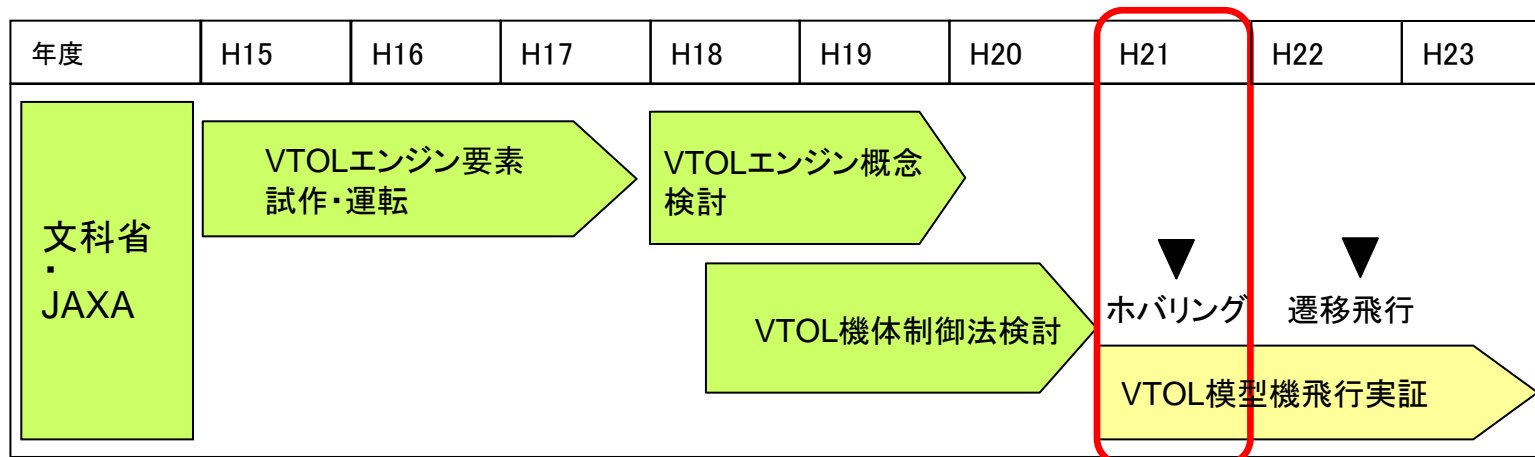 年度 H15 H16 H17 H18 H19 H20 H21 H22 H23
文科省
・
JAXA
VTOLエンジン要素
試作・運転
VTOLエンジン概念
検討
VTOL機体制御法検討
ホバリング
遷移飛行
VTOL模型機飛行実証